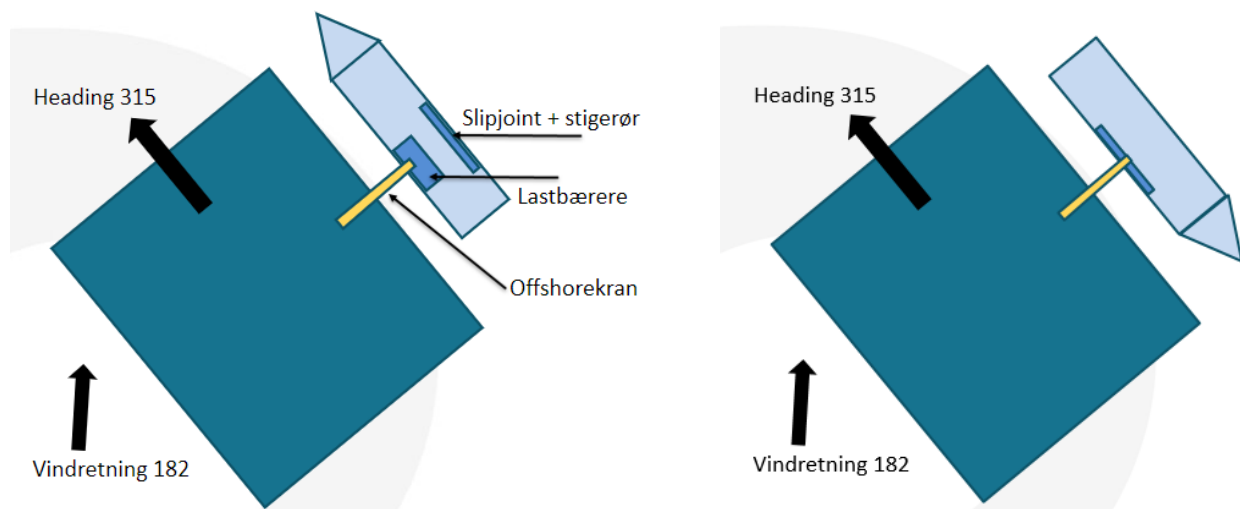 Heading 315
Slipjoint + stigerør
Lastbærere
Offshorekran
Vindretning 182
Heading 315
Vindretning 182